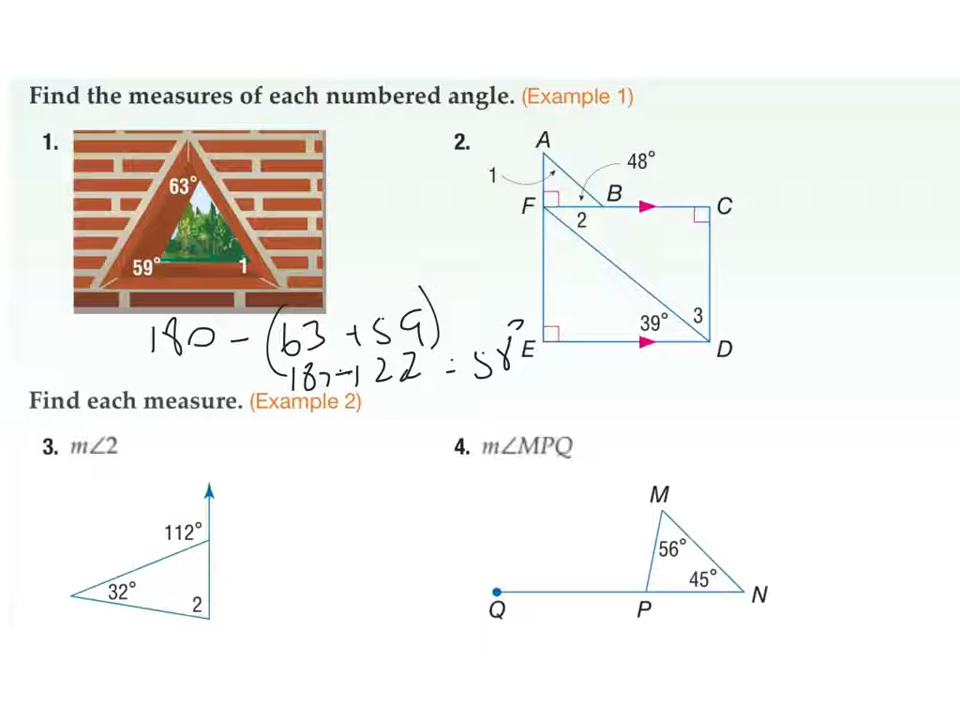 Find the measures of each numbered angle. (Example 1)
1.
63°
59°
1
180 - (63 + 59)
180 - 122 = 58°
2.
A
1
48°
B
F
2
C
39°
3
E
D
Find each measure. (Example 2)
3. m∠2
112°
32°
2
4. m∠MPQ
M
56°
45°
N
Q
P